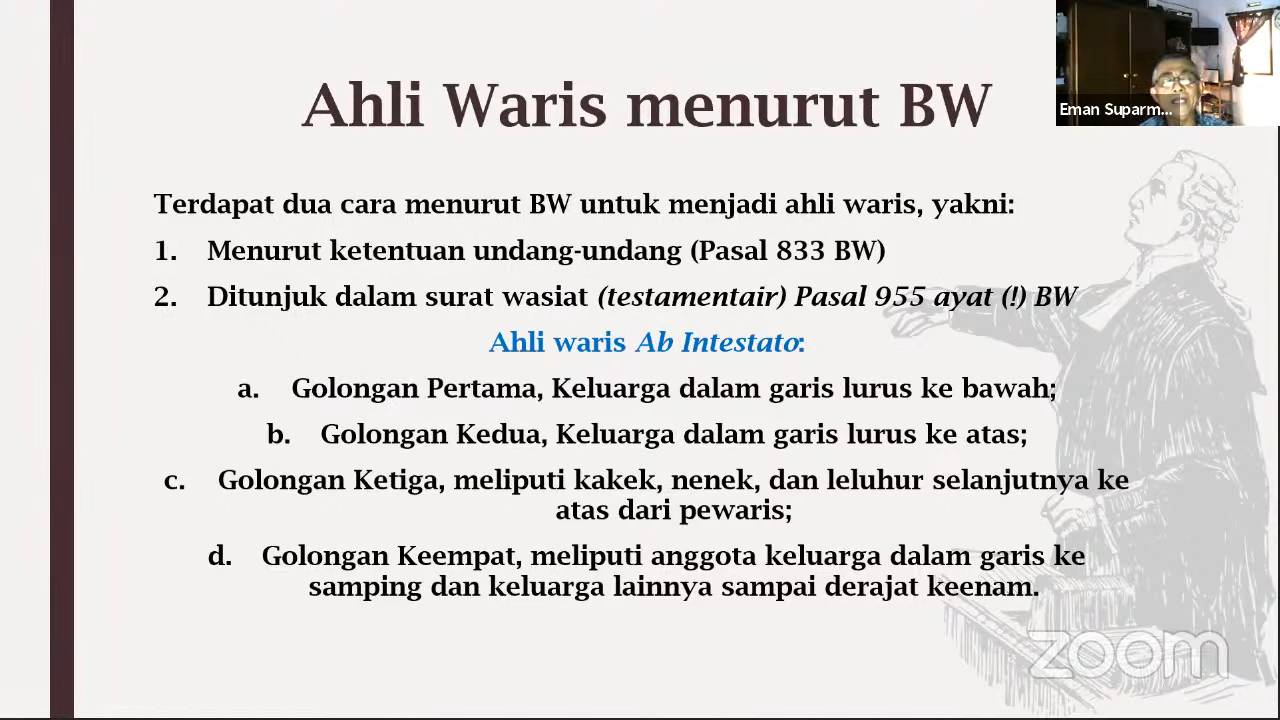 Ahli Waris menurut BW
Eman Suparm...
Terdapat dua cara menurut BW untuk menjadi ahli waris, yakni:
1. Menurut ketentuan undang-undang (Pasal 833 BW)
2. Ditunjuk dalam surat wasiat (testamentair) Pasal 955 ayat (!) BW
Ahli waris Ab Intestato:
a. Golongan Pertama, Keluarga dalam garis lurus ke bawah;
b. Golongan Kedua, Keluarga dalam garis lurus ke atas;
c. Golongan Ketiga, meliputi kakek, nenek, dan leluhur selanjutnya ke
atas dari pewaris;
d. Golongan Keempat, meliputi anggota keluarga dalam garis ke
samping dan keluarga lainnya sampai derajat keenam.
zoom